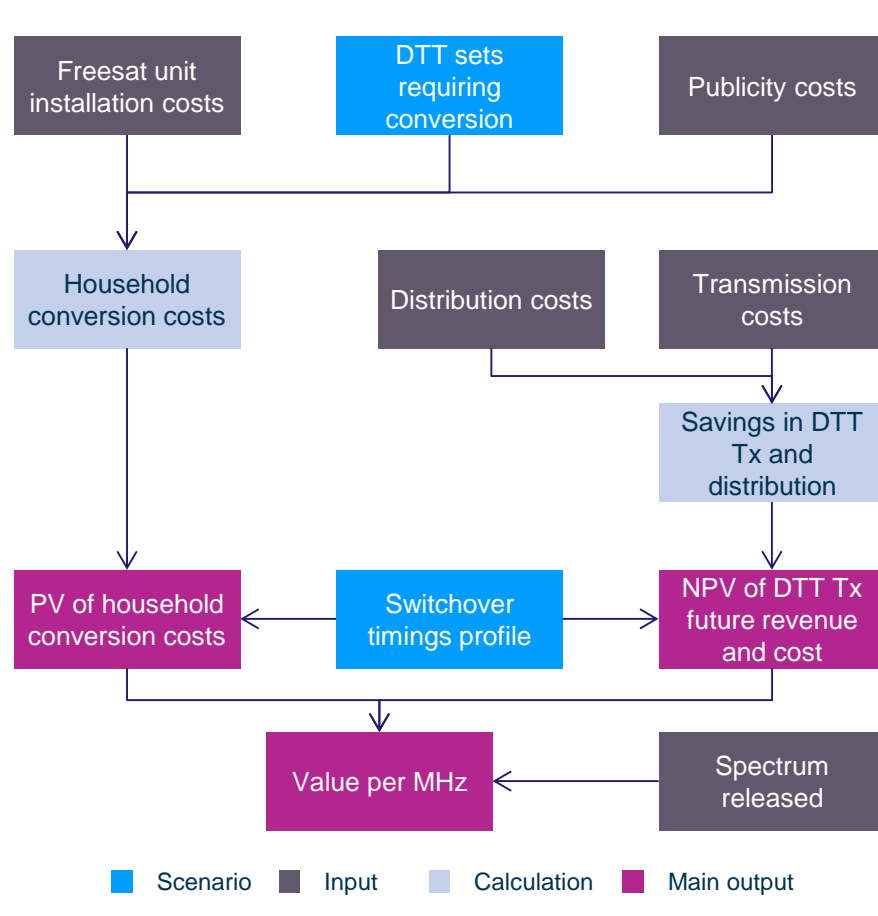 Freesat unit
installation costs
DTT sets
requiring
conversion
Publicity costs
Household
conversion costs
Distribution costs
Transmission
costs
Savings in DTT
Tx and
distribution
PV of household
conversion costs
Switchover
timings profile
NPV of DTT Tx
future revenue
and cost
Value per MHz
Spectrum
released
Scenario
Input
Calculation
Main output